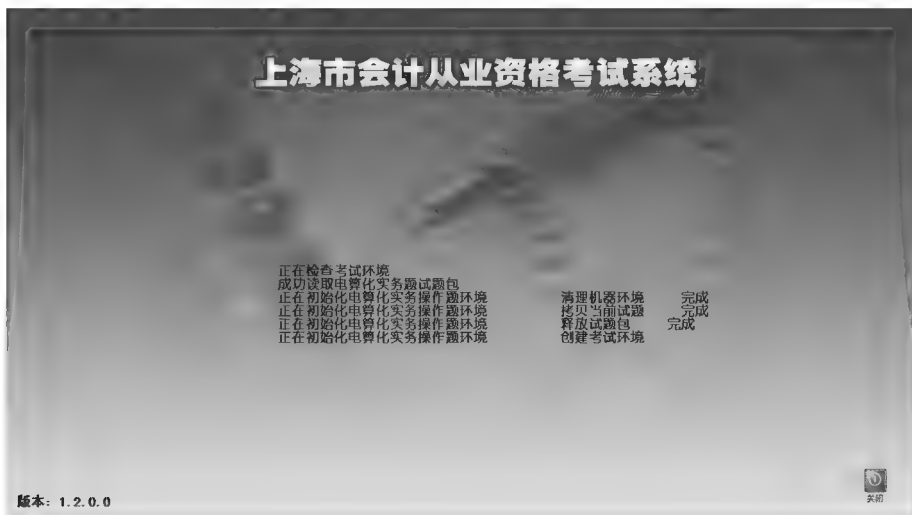 上海市会计从业资格考试系统
正在检查考试环境
成功读取电算化实务题试题包
正在初始化电算化实务操作题环境 清理机器环境 完成
正在初始化电算化实务操作题环境 拷贝当前试题 完成
正在初始化电算化实务操作题环境 释放试题包 完成
正在初始化电算化实务操作题环境 创建考试环境
版本: 1.2.0.0
关闭